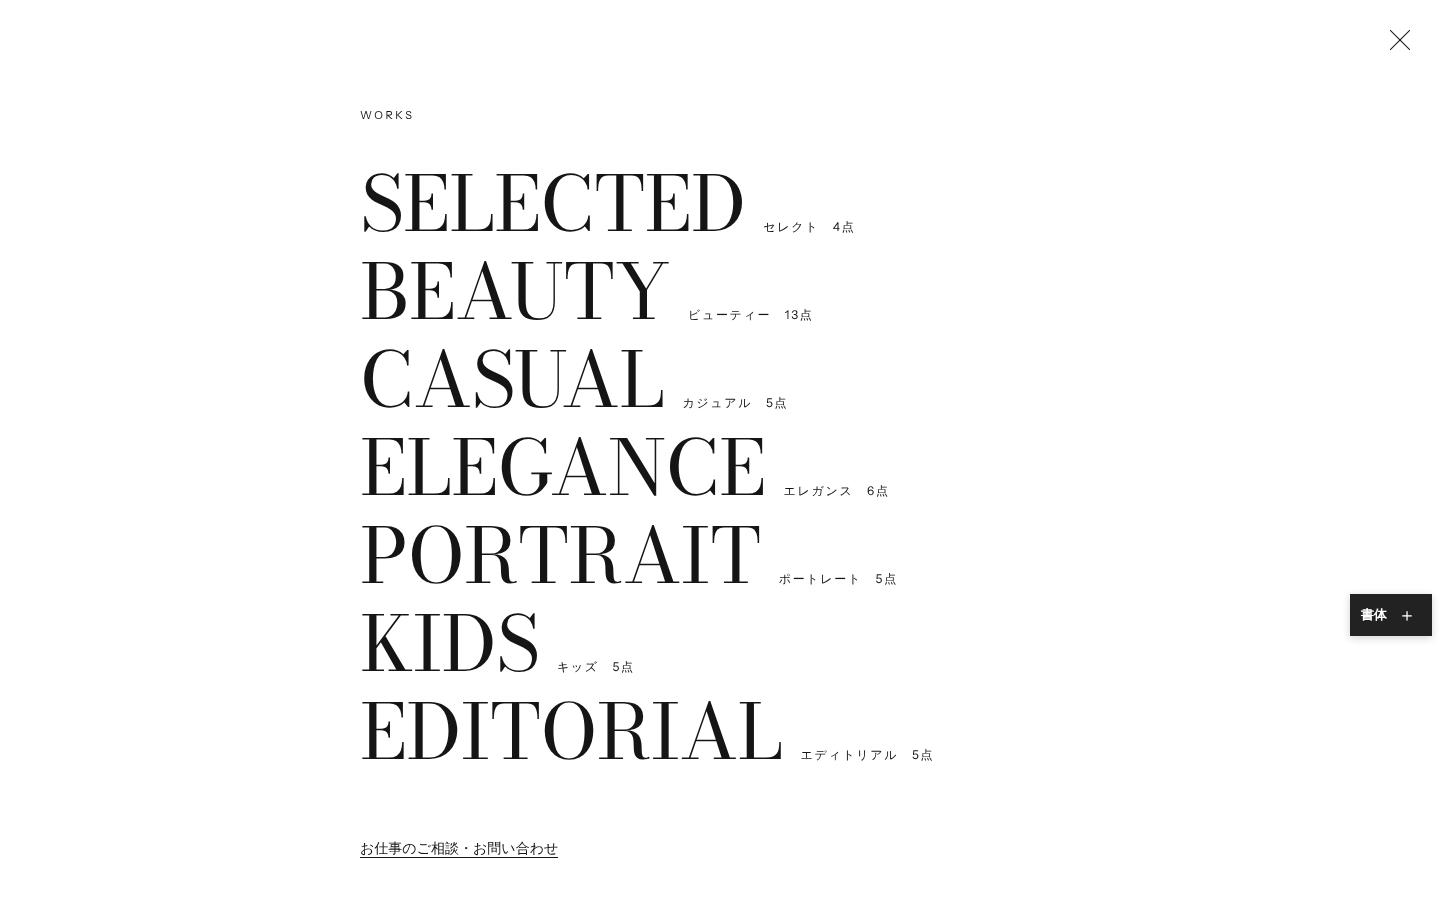 WORKS
SELECTED セレクト 4点
BEAUTY ビューティー 13点
CASUAL カジュアル 5点
ELEGANCE エレガンス 6点
PORTRAIT ポートレート 5点
KIDS キッズ 5点
書体 +
EDITORIAL エディトリアル 5点
お仕事のご相談・お問い合わせ